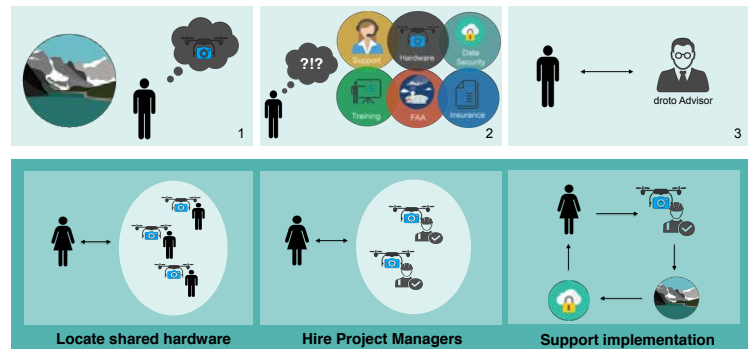 1
?!?
Support
Hardware
Data
Security
Training
FAA
Insurance
2
droto Advisor
3
Locate shared hardware
Hire Project Managers
Support implementation